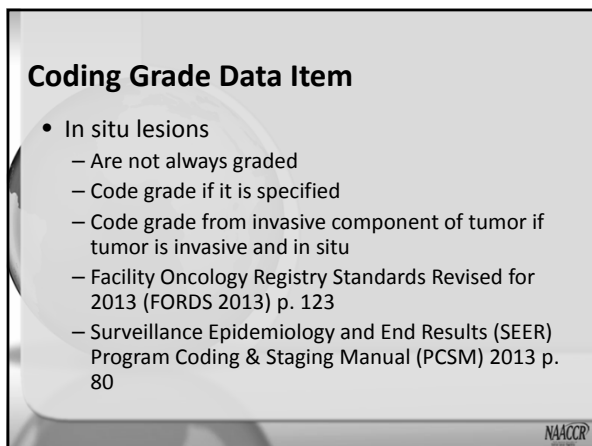 Coding Grade Data Item
• In situ lesions
– Are not always graded
– Code grade if it is specified
– Code grade from invasive component of tumor if
tumor is invasive and in situ
– Facility Oncology Registry Standards Revised for
2013 (FORDS 2013) p. 123
– Surveillance Epidemiology and End Results (SEER)
Program Coding & Staging Manual (PCSM) 2013 p.
80
NAACCR